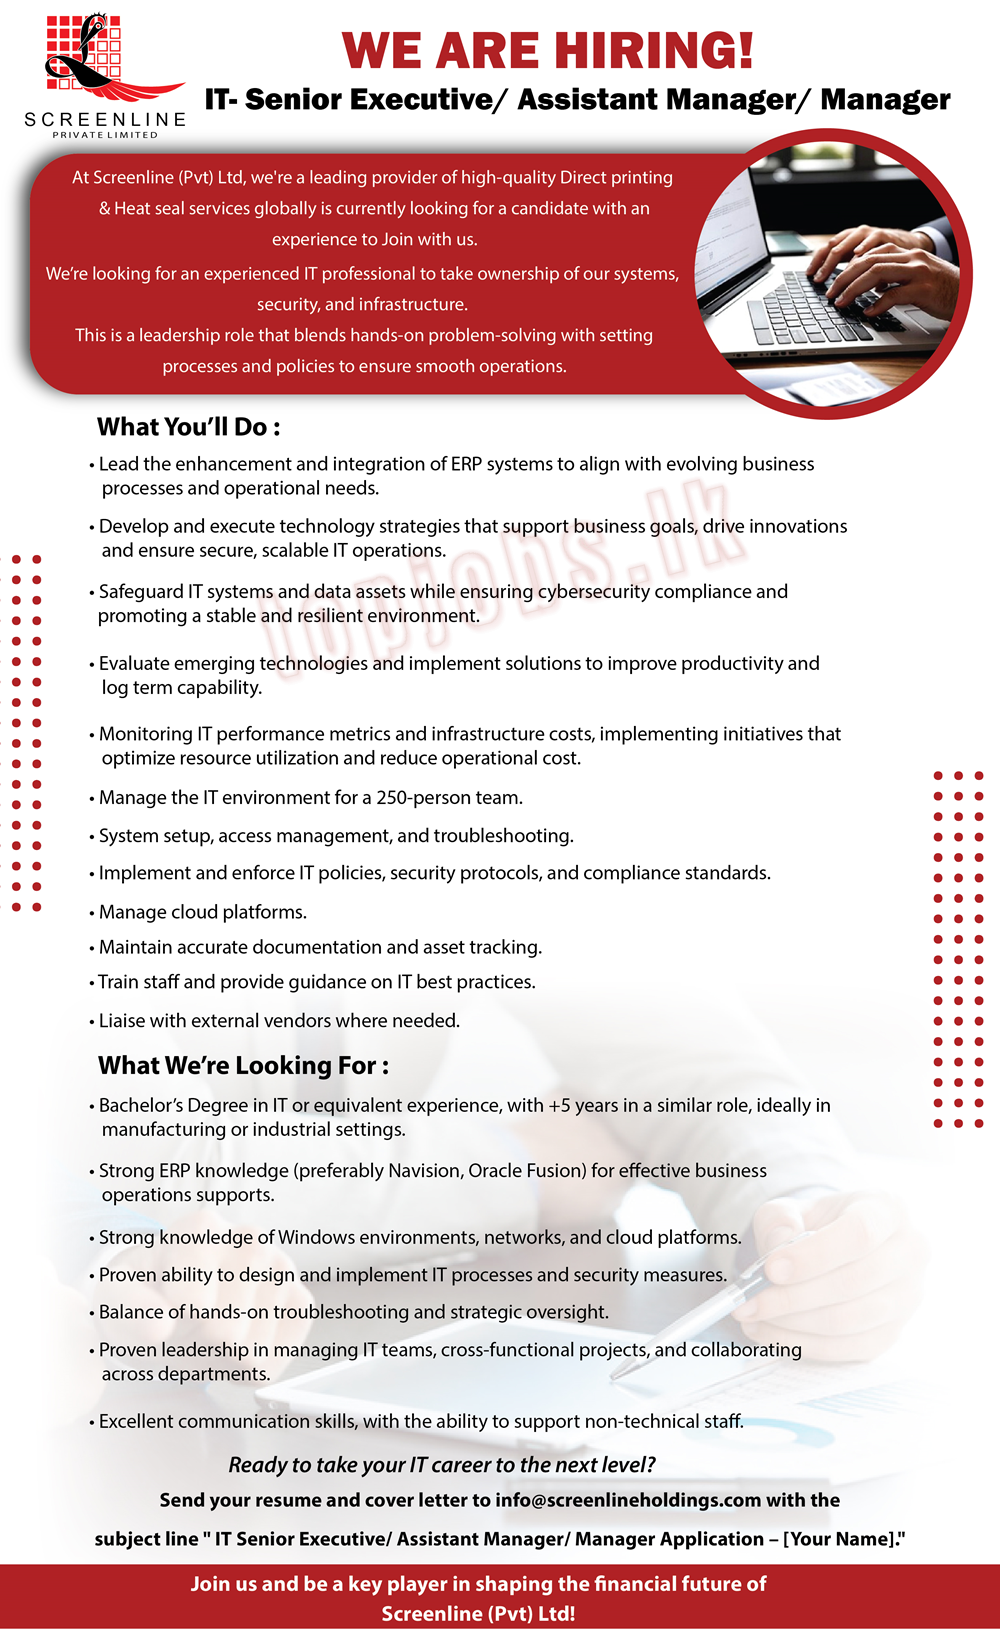 WE ARE HIRING!
IT- Senior Executive/ Assistant Manager/ Manager
SCREENLINE
PRIVATE LIMITED
At Screenline (Pvt) Ltd, we're a leading provider of high-quality Direct printing
& Heat seal services globally is currently looking for a candidate with an
experience to Join with us.
We're looking for an experienced IT professional to take ownership of our systems,
security, and infrastructure.
This is a leadership role that blends hands-on problem-solving with setting
processes and policies to ensure smooth operations.
What You'll Do :
• Lead the enhancement and integration of ERP systems to align with evolving business
processes and operational needs.
• Develop and execute technology strategies that support business goals, drive innovations
and ensure secure, scalable IT operations.
• Safeguard IT systems and data assets while ensuring cybersecurity compliance and
promoting a stable and resilient environment.
• Evaluate emerging technologies and implement solutions to improve productivity and
log term capability.
• Monitoring IT performance metrics and infrastructure costs, implementing initiatives that
optimize resource utilization and reduce operational cost.
• Manage the IT environment for a 250-person team.
• System setup, access management, and troubleshooting.
• Implement and enforce IT policies, security protocols, and compliance standards.
• Manage cloud platforms.
• Maintain accurate documentation and asset tracking.
• Train staff and provide guidance on IT best practices.
• Liaise with external vendors where needed.
topjobs.lk
What We're Looking For :
• Bachelor's Degree in IT or equivalent experience, with +5 years in a similar role, ideally in
manufacturing or industrial settings.
• Strong ERP knowledge (preferably Navision, Oracle Fusion) for effective business
operations supports.
• Strong knowledge of Windows environments, networks, and cloud platforms.
• Proven ability to design and implement IT processes and security measures.
• Balance of hands-on troubleshooting and strategic oversight.
• Proven leadership in managing IT teams, cross-functional projects, and collaborating
across departments.
• Excellent communication skills, with the ability to support non-technical staff.
Ready to take your IT career to the next level?
Send your resume and cover letter to info@screenlineholdings.com with the
subject line " IT Senior Executive/ Assistant Manager/ Manager Application – [Your Name]."
Join us and be a key player in shaping the financial future of
Screenline (Pvt) Ltd!